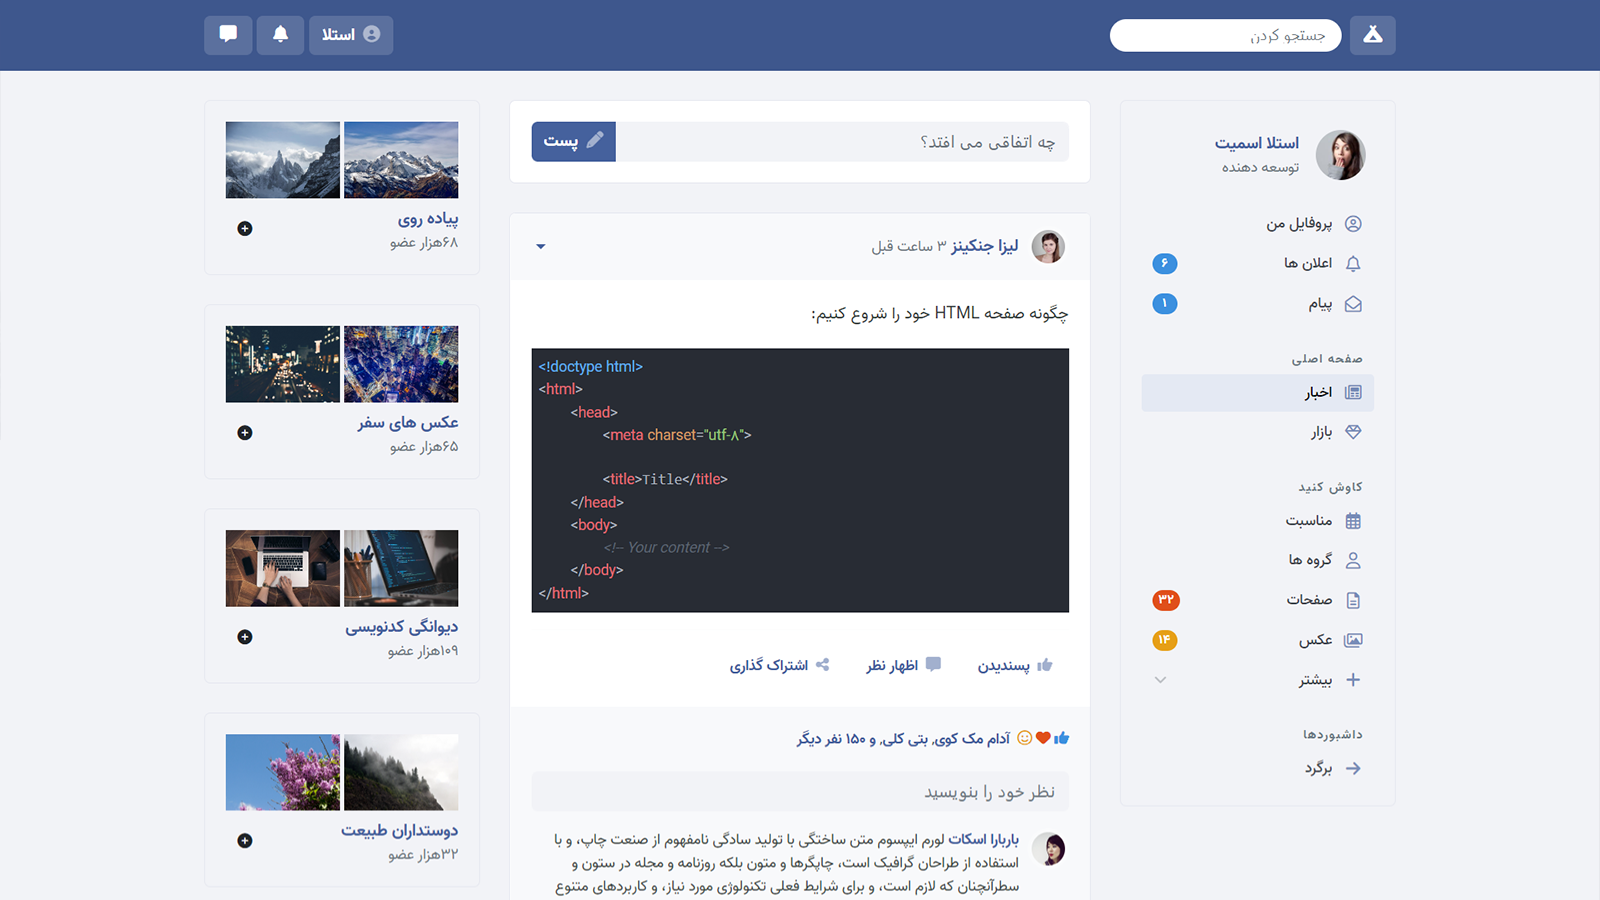 جستجو کردن
استلا
استلا اسمیت
توسعه دهنده
پروفایل من
اعلان ها
۶
پیام
۱
صفحه اصلی
اخبار
بازار
کاوش کنید
مناسبت
گروه ها
صفحات
۳۲
عکس
۱۴
بیشتر
داشبوردها
برگرد
چه اتفاقی می افتد؟
پست
لیزا جنکینز ۳ ساعت قبل
چگونه صفحه HTML خود را شروع کنیم:
<!doctype html>
<html>
<head>
<meta charset="utf-۸">
<title>Title</title>
</head>
<body>
<!-- Your content -->
</body>
</html>
پسندیدن
اظهار نظر
اشتراک گذاری
آدام مک کوی, بتی کلی, و ۱۵۰ نفر دیگر
نظر خود را بنویسید
باربارا اسکات لورم ایپسوم متن ساختگی با تولید سادگی نامفهوم از صنعت چاپ، و با
استفاده از طراحان گرافیک است، چاپگرها و متون بلکه روزنامه و مجله در ستون و
سطرآنچنان که لازم است، و برای شرایط فعلی تکنولوژی مورد نیاز، و کاربردهای متنوع
پیاده روی
۶۸هزار عضو
عکس های سفر
۶۵هزار عضو
دیوانگی کدنویسی
۱۰۹هزار عضو
دوستداران طبیعت
۳۲هزار عضو